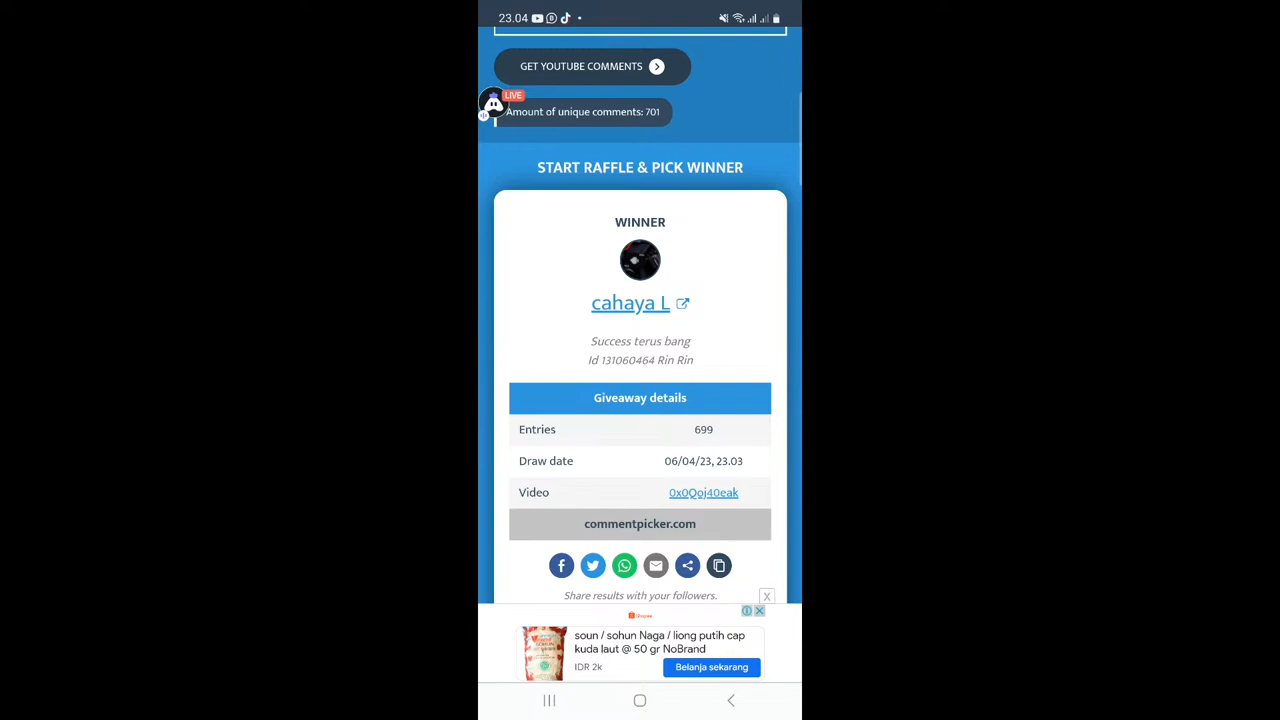 23.04
GET YOUTUBE COMMENTS
LIVE
Amount of unique comments: 701
START RAFFLE & PICK WINNER
WINNER
cahaya L
Success terus bang
Id 131060464 Rin Rin
Giveaway details
Entries 699
Draw date 06/04/23, 23.03
Video 0x0Qoj40eak
commentpicker.com
Share results with your followers.
X
Shopee
soun / sohun Naga / liong putih cap
kuda laut @ 50 gr NoBrand
IDR 2k
Belanja sekarang